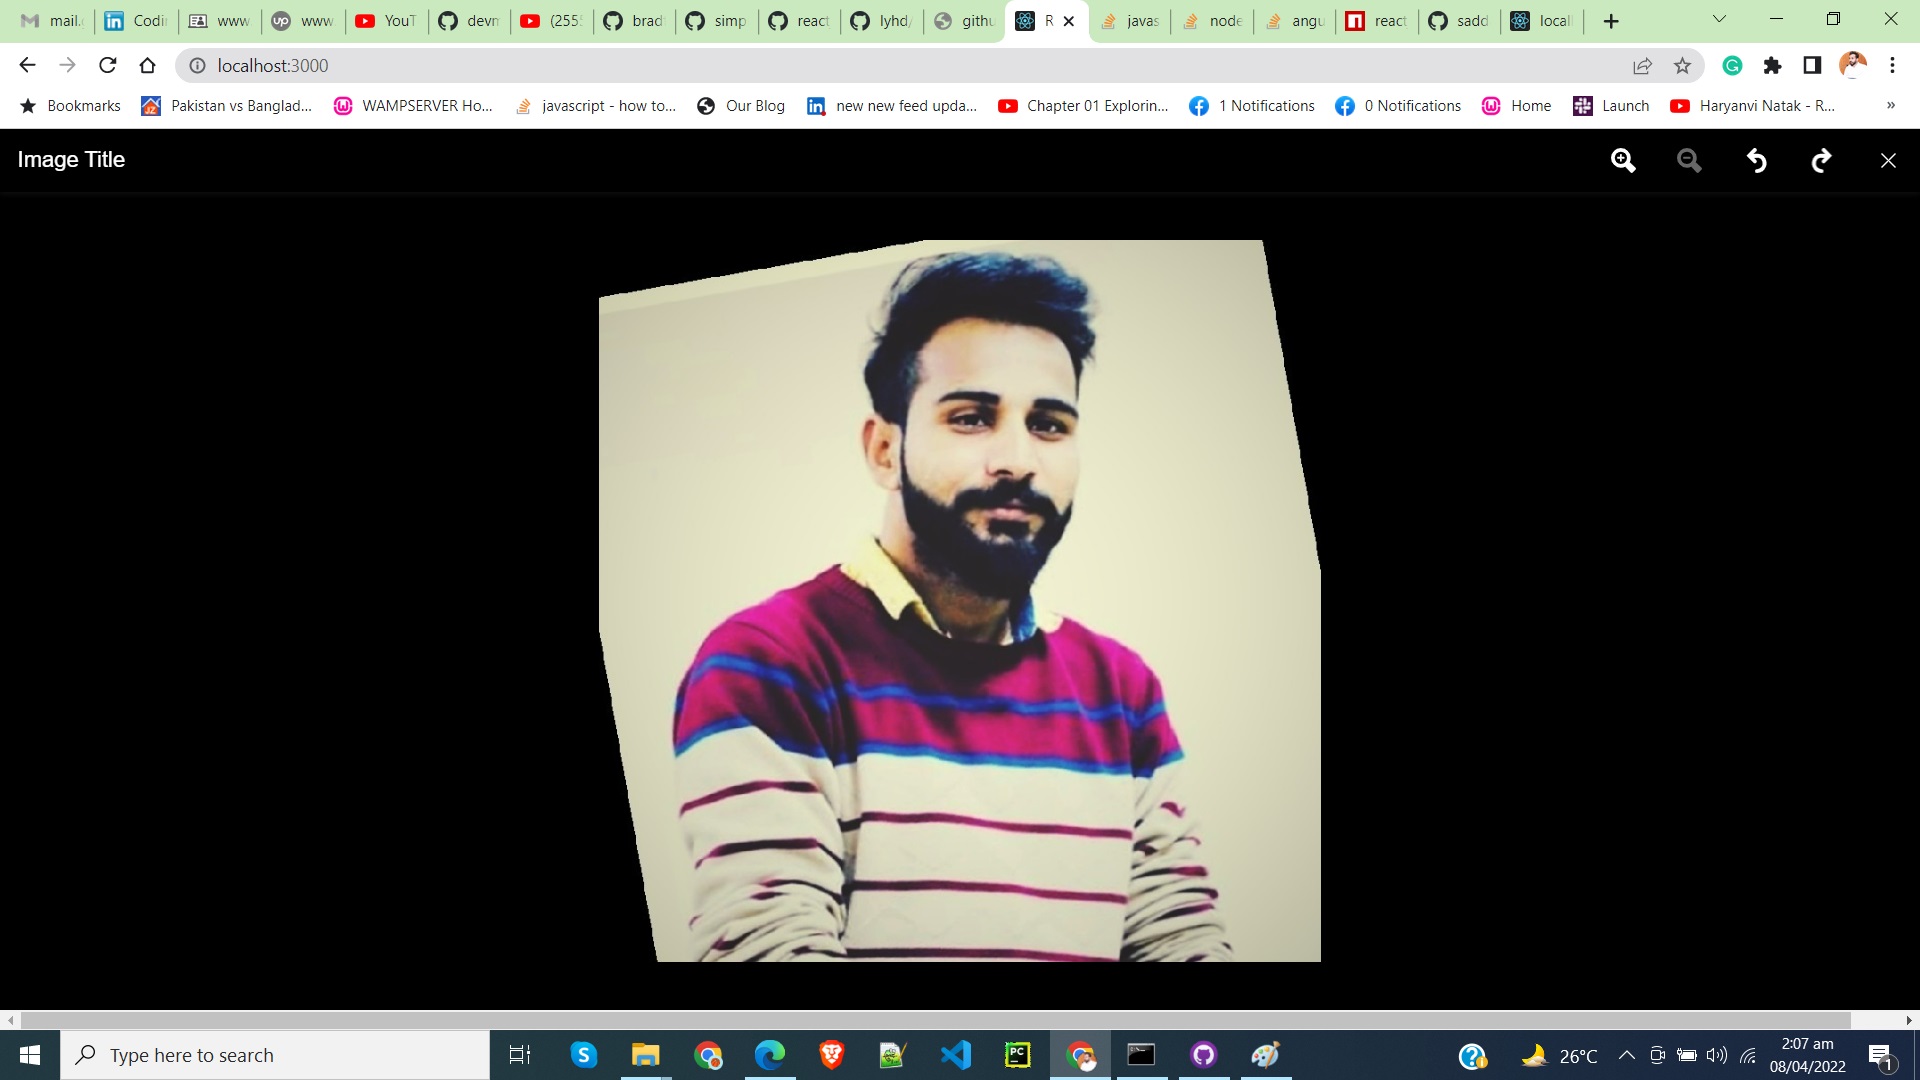 mail.
Codi
www
www
YouT
devm
(255
brad
simp
react
lyhd/
githu
R
javas
node
angu
react
sadd
local
localhost:3000
Bookmarks
Pakistan vs Banglad...
WAMPSERVER Ho...
javascript - how to...
Our Blog
new new feed upda...
Chapter 01 Explorin...
1 Notifications
0 Notifications
Home
Launch
Haryanvi Natak - R...
»
Image Title
Type here to search
26°C
2:07 am
08/04/2022
1